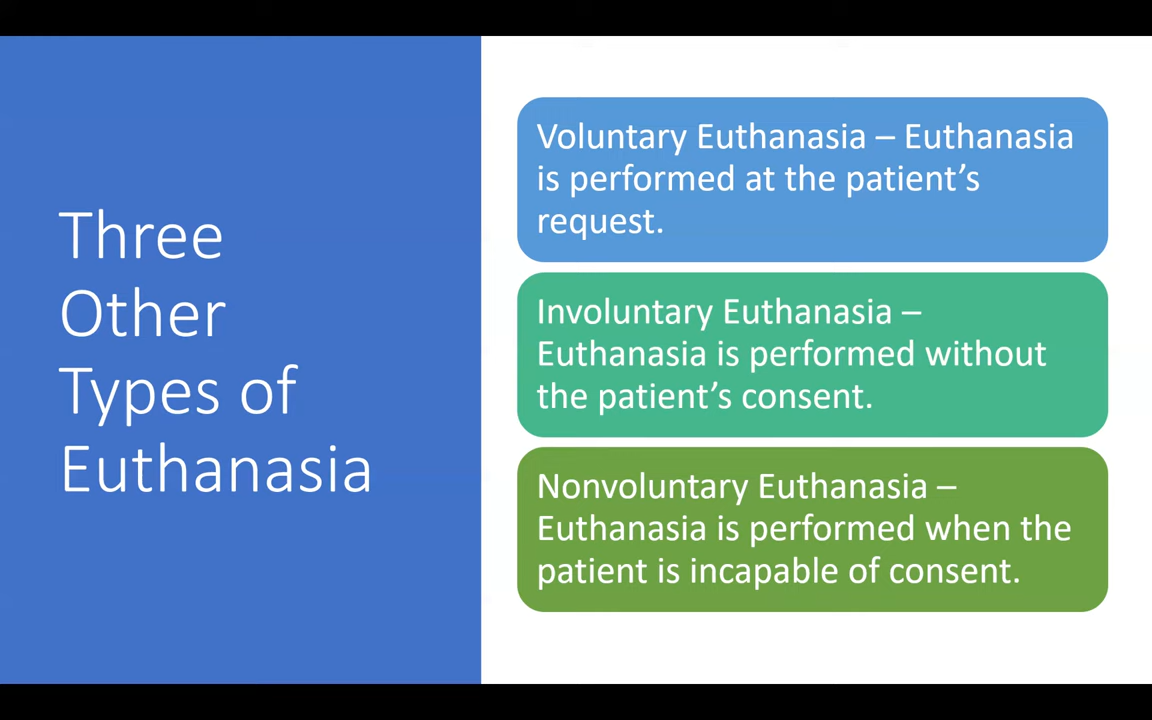 Three
Other
Types of
Euthanasia
Voluntary Euthanasia – Euthanasia
is performed at the patient’s
request.
Involuntary Euthanasia –
Euthanasia is performed without
the patient’s consent.
Nonvoluntary Euthanasia –
Euthanasia is performed when the
patient is incapable of consent.